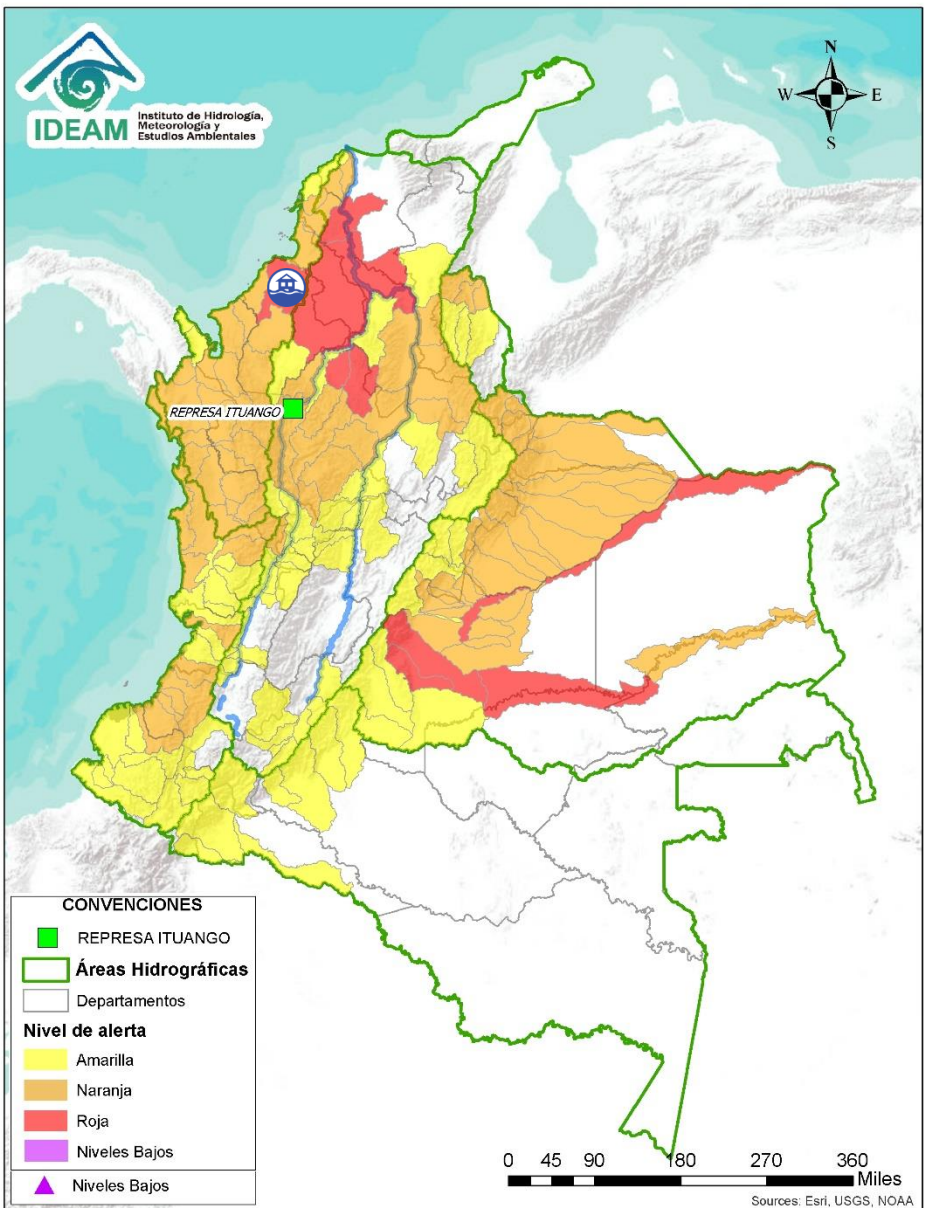 IDEAM
Instituto de Hidrología,
Meteorología y
Estudios Ambientales
N
W
E
S
REPRESA ITUANGO
CONVENCIONES
REPRESA ITUANGO
Áreas Hidrográficas
Departamentos
Nivel de alerta
Amarilla
Naranja
Roja
Niveles Bajos
Niveles Bajos
0 45 90 180 270 360
Miles
Sources: Esri, USGS, NOAA